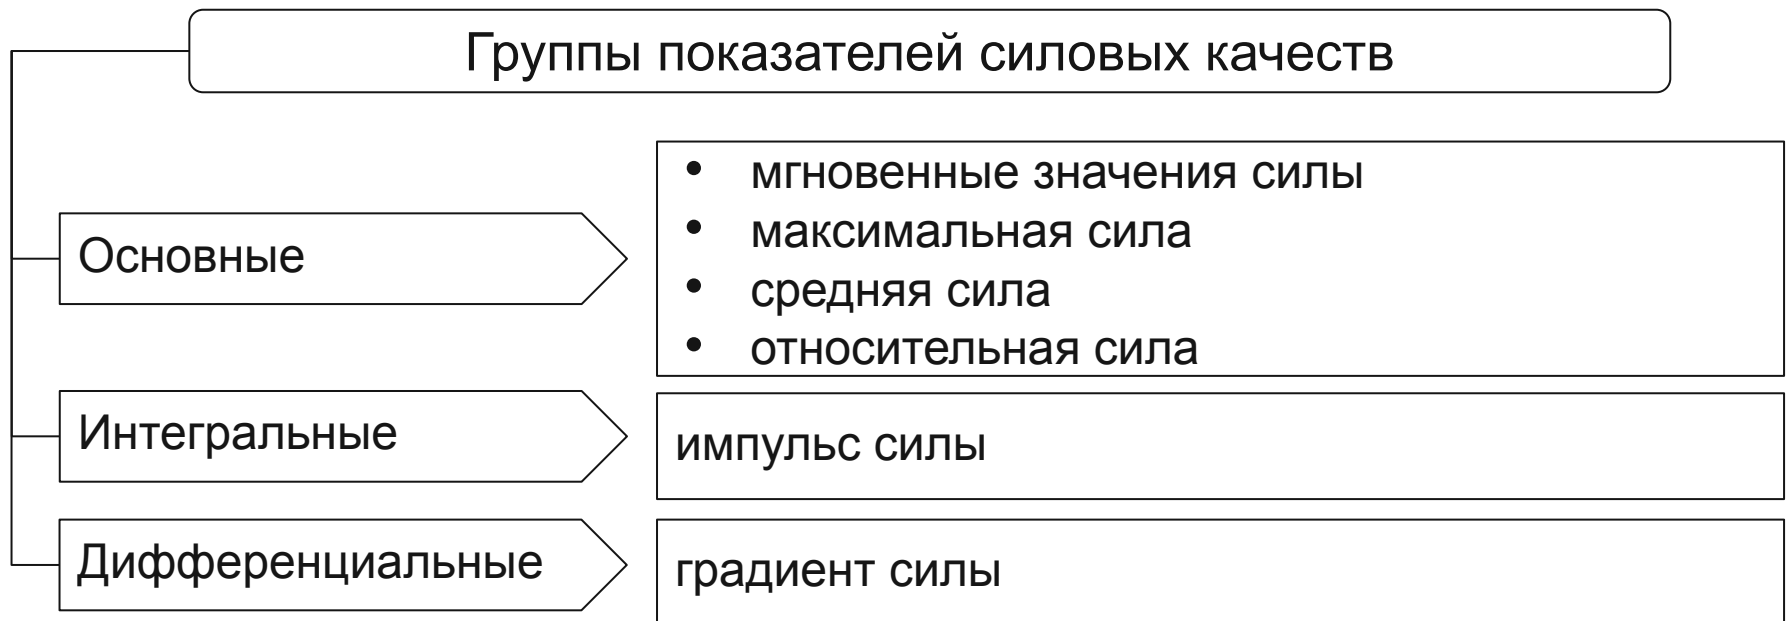 Группы показателей силовых качеств
Основные
• мгновенные значения силы
• максимальная сила
• средняя сила
• относительная сила
Интегральные
импульс силы
Дифференциальные
градиент силы